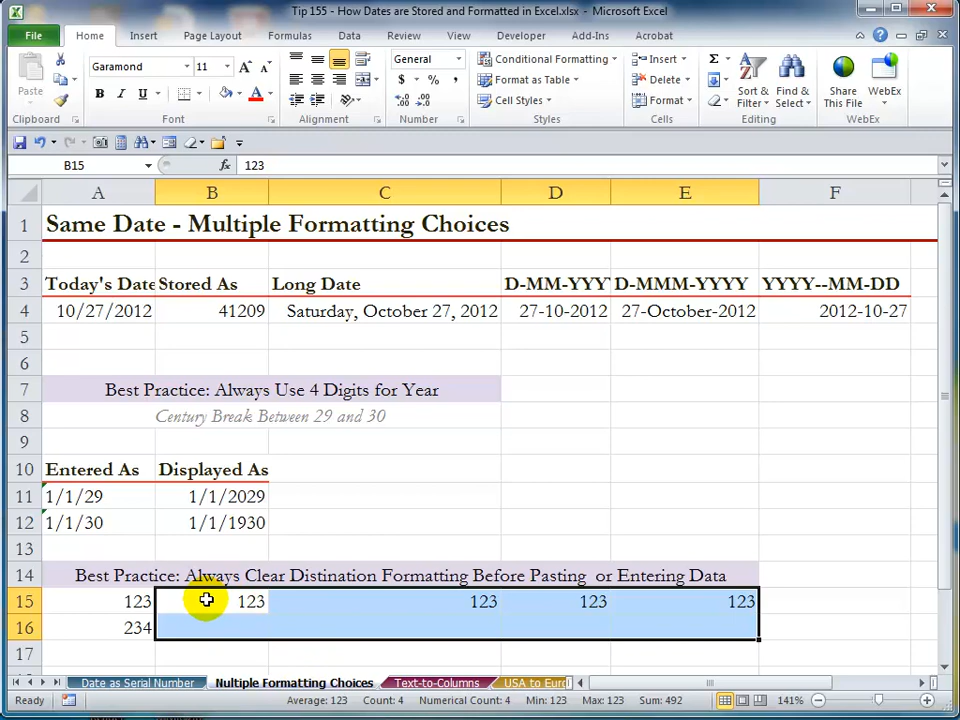 Tip 155 - How Dates are Stored and Formatted in Excel.xlsx - Microsoft Excel
File Home Insert Page Layout Formulas Data Review View Developer Add-Ins Acrobat
Paste
Garamond 11
General
Conditional Formatting
Format as Table
Cell Styles
Insert
Delete
Format
Sort & Filter
Find & Select
Share This File
WebEx
Clipboard Font Alignment Number Styles Cells Editing WebEx
B15 fx 123
A B C D E F
1 Same Date - Multiple Formatting Choices
2
3 Today's Date Stored As Long Date D-MM-YYY D-MMM-YYYY YYYY--MM-DD
4 10/27/2012 41209 Saturday, October 27, 2012 27-10-2012 27-October-2012 2012-10-27
5
6
7 Best Practice: Always Use 4 Digits for Year
8 Century Break Between 29 and 30
9
10 Entered As Displayed As
11 1/1/29 1/1/2029
12 1/1/30 1/1/1930
13
14 Best Practice: Always Clear Distination Formatting Before Pasting or Entering Data
15 123 123 123 123 123
16 234
17
Date as Serial Number Nultiple Formatting Choices Text-to-Columns USA to Euro
Ready Average: 123 Count: 4 Numerical Count: 4 Min: 123 Max: 123 Sum: 492 141%